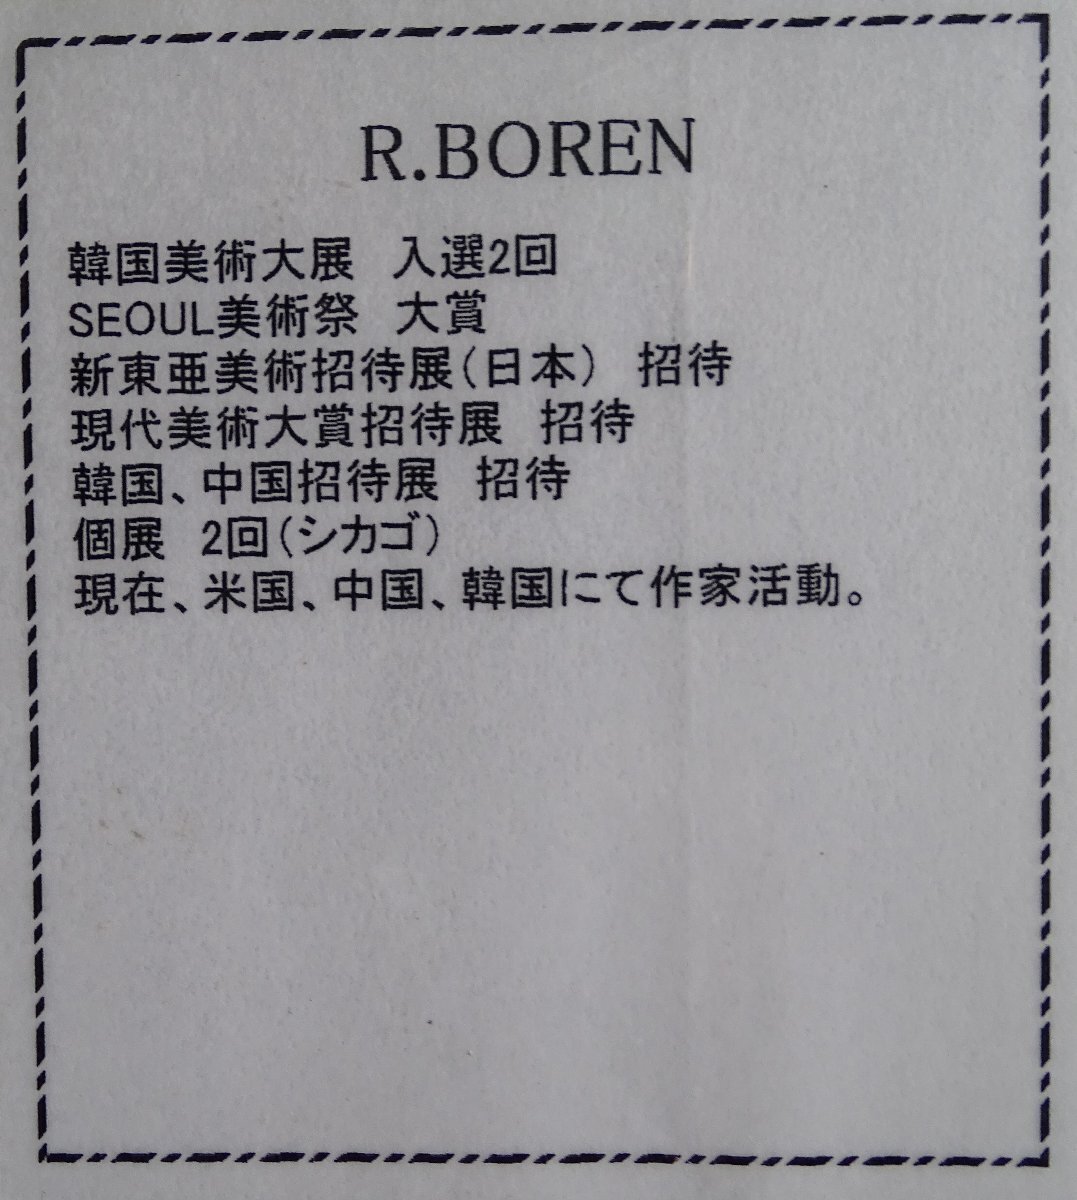 R.BOREN
韓国美術大展　入選2回
SEOUL美術祭　大賞
新東亜美術招待展（日本）　招待
現代美術大賞招待展　招待
韓国、中国招待展　招待
個展　2回（シカゴ）
現在、米国、中国、韓国にて作家活動。